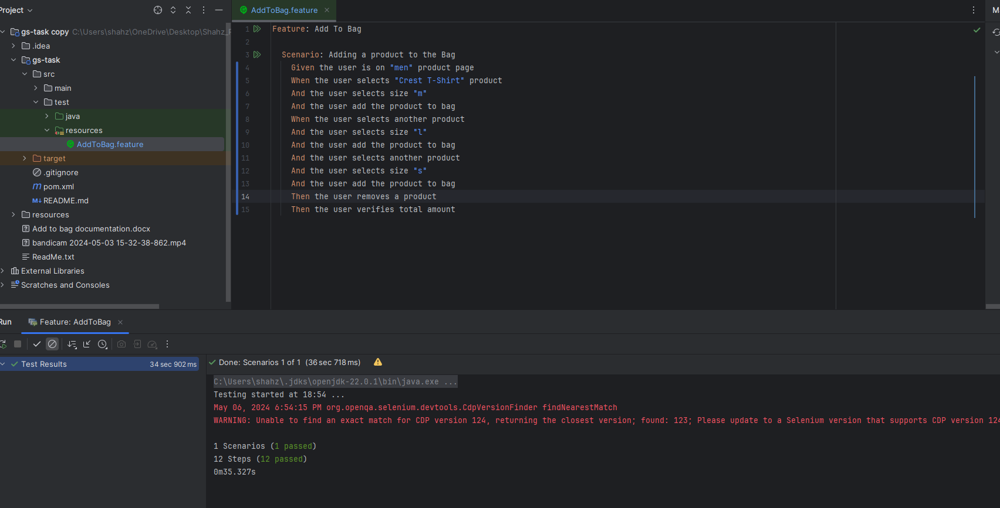 Project
AddToBag.feature
gs-task copy C:\Users\shahz\OneDrive\Desktop\Shahz_
.idea
gs-task
src
main
test
java
resources
AddToBag.feature
target
.gitignore
pom.xml
README.md
resources
Add to bag documentation.docx
bandicam 2024-05-03 15-32-38-862.mp4
ReadMe.txt
External Libraries
Scratches and Consoles
1 Feature: Add To Bag
2
3 Scenario: Adding a product to the Bag
4 Given the user is on "men" product page
5 When the user selects "Crest T-Shirt" product
6 And the user selects size "m"
7 And the user add the product to bag
8 When the user selects another product
9 And the user selects size "l"
10 And the user add the product to bag
11 And the user selects another product
12 And the user selects size "s"
13 And the user add the product to bag
14 Then the user removes a product
15 Then the user verifies total amount
Run Feature: AddToBag
Test Results 34 sec 902 ms
Done: Scenarios 1 of 1 (36 sec 718 ms)
C:\Users\shahz\.jdks\openjdk-22.0.1\bin\java.exe ...
Testing started at 18:54 ...
May 06, 2024 6:54:15 PM org.openqa.selenium.devtools.CdpVersionFinder findNearestMatch
WARNING: Unable to find an exact match for CDP version 124, returning the closest version; found: 123; Please update to a Selenium version that supports CDP version 124
1 Scenarios (1 passed)
12 Steps (12 passed)
0m35.327s